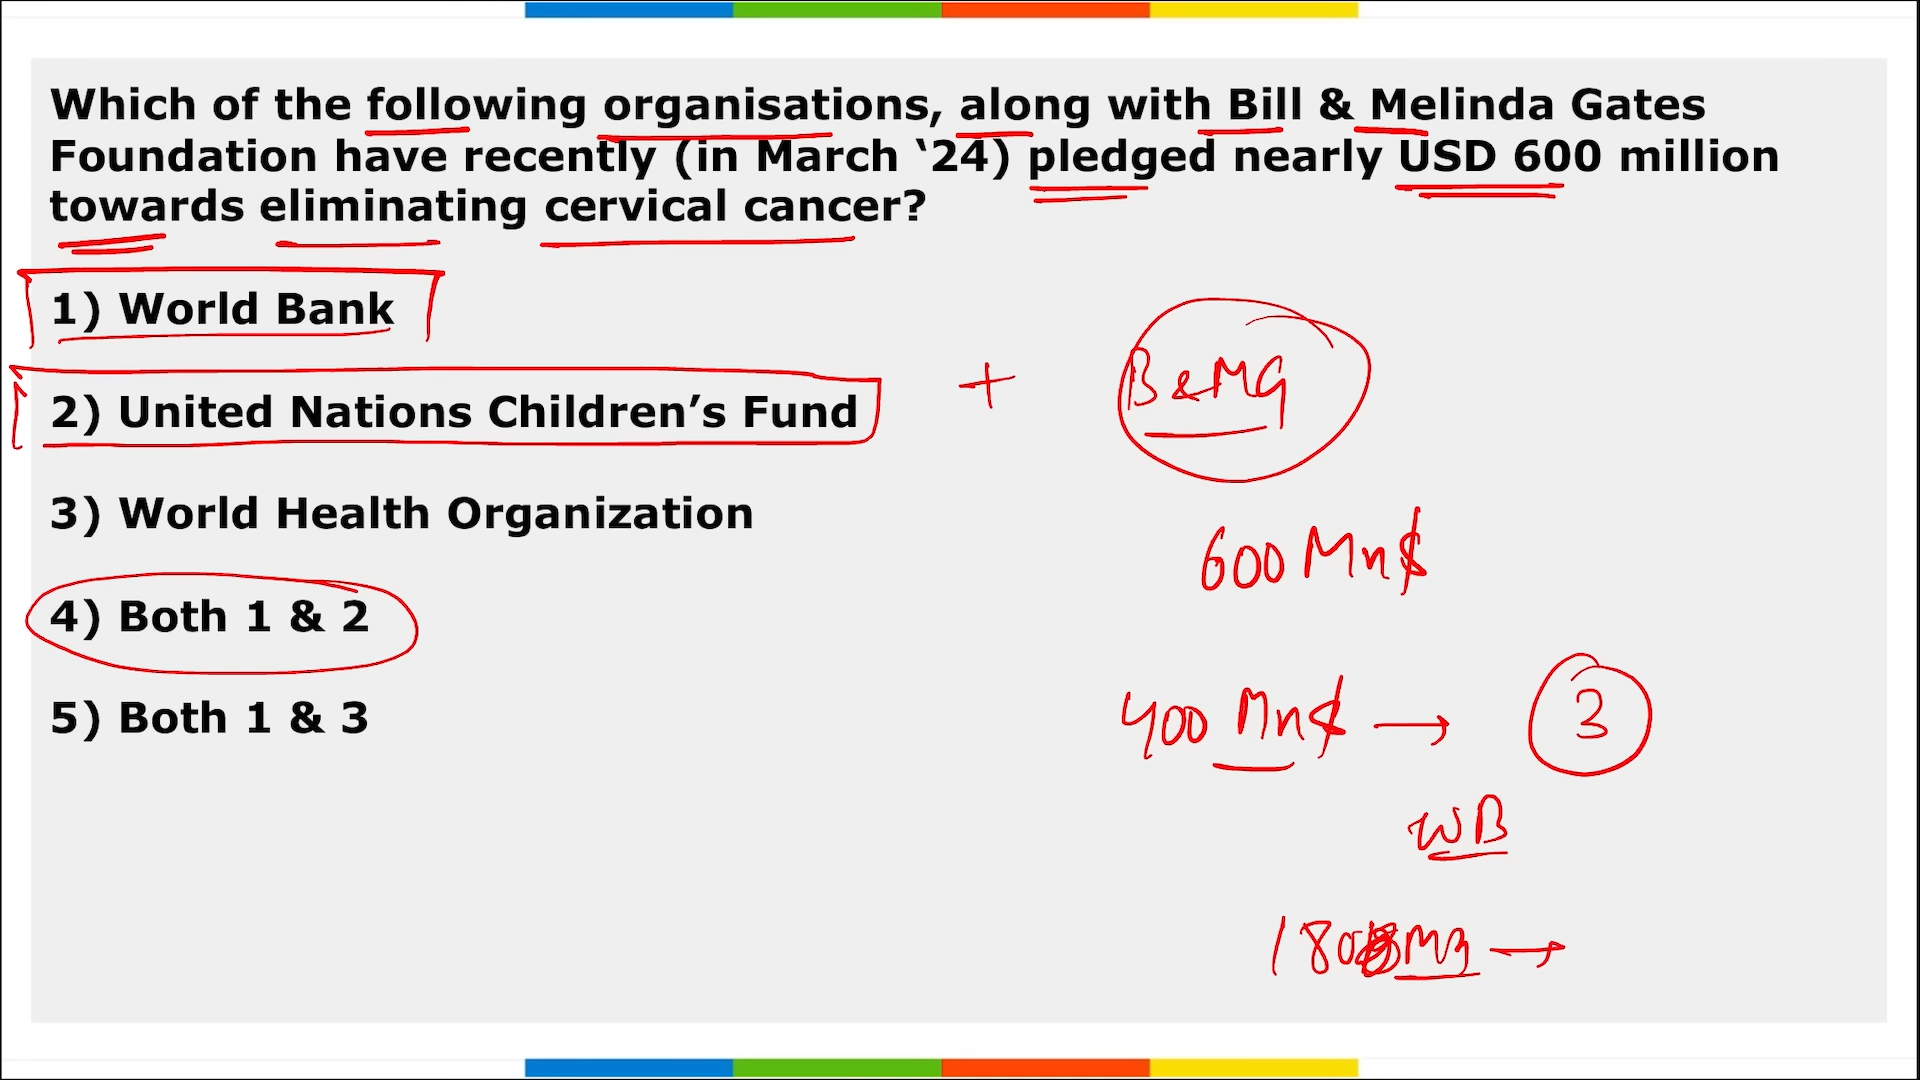 Which of the following organisations, along with Bill & Melinda Gates
Foundation have recently (in March ‘24) pledged nearly USD 600 million
towards eliminating cervical cancer?
1) World Bank
2) United Nations Children’s Fund
3) World Health Organization
4) Both 1 & 2
5) Both 1 & 3
+ B&MG
600 Mn$
400 Mn$ → 3
WB
180 Mn →